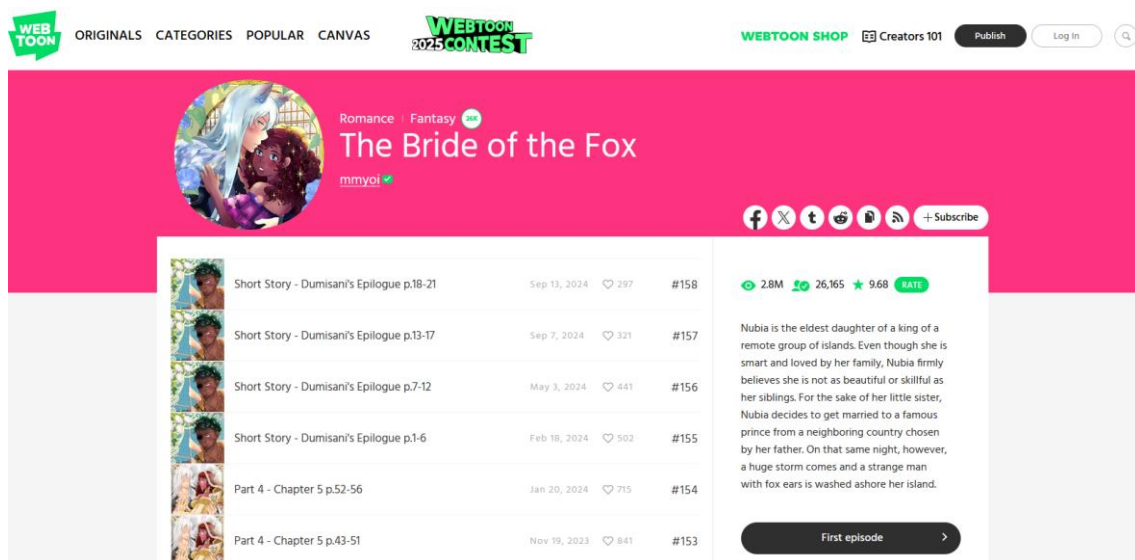 WEB
TOON
ORIGINALS CATEGORIES POPULAR CANVAS
WEBTOON
2025 CONTEST
WEBTOON SHOP Creators 101 Publish Log In
Romance Fantasy 26K
The Bride of the Fox
mmyoi
+ Subscribe
Short Story - Dumisani's Epilogue p.18-21 Sep 13, 2024 297 #158
Short Story - Dumisani's Epilogue p.13-17 Sep 7, 2024 321 #157
Short Story - Dumisani's Epilogue p.7-12 May 3, 2024 441 #156
Short Story - Dumisani's Epilogue p.1-6 Feb 18, 2024 502 #155
Part 4 - Chapter 5 p.52-56 Jan 20, 2024 715 #154
Part 4 - Chapter 5 p.43-51 Nov 19, 2023 841 #153
2.8M 26,165 9.68 RATE
Nubia is the eldest daughter of a king of a
remote group of islands. Even though she is
smart and loved by her family, Nubia firmly
believes she is not as beautiful or skillful as
her siblings. For the sake of her little sister,
Nubia decides to get married to a famous
prince from a neighboring country chosen
by her father. On that same night, however,
a huge storm comes and a strange man
with fox ears is washed ashore her island.
First episode